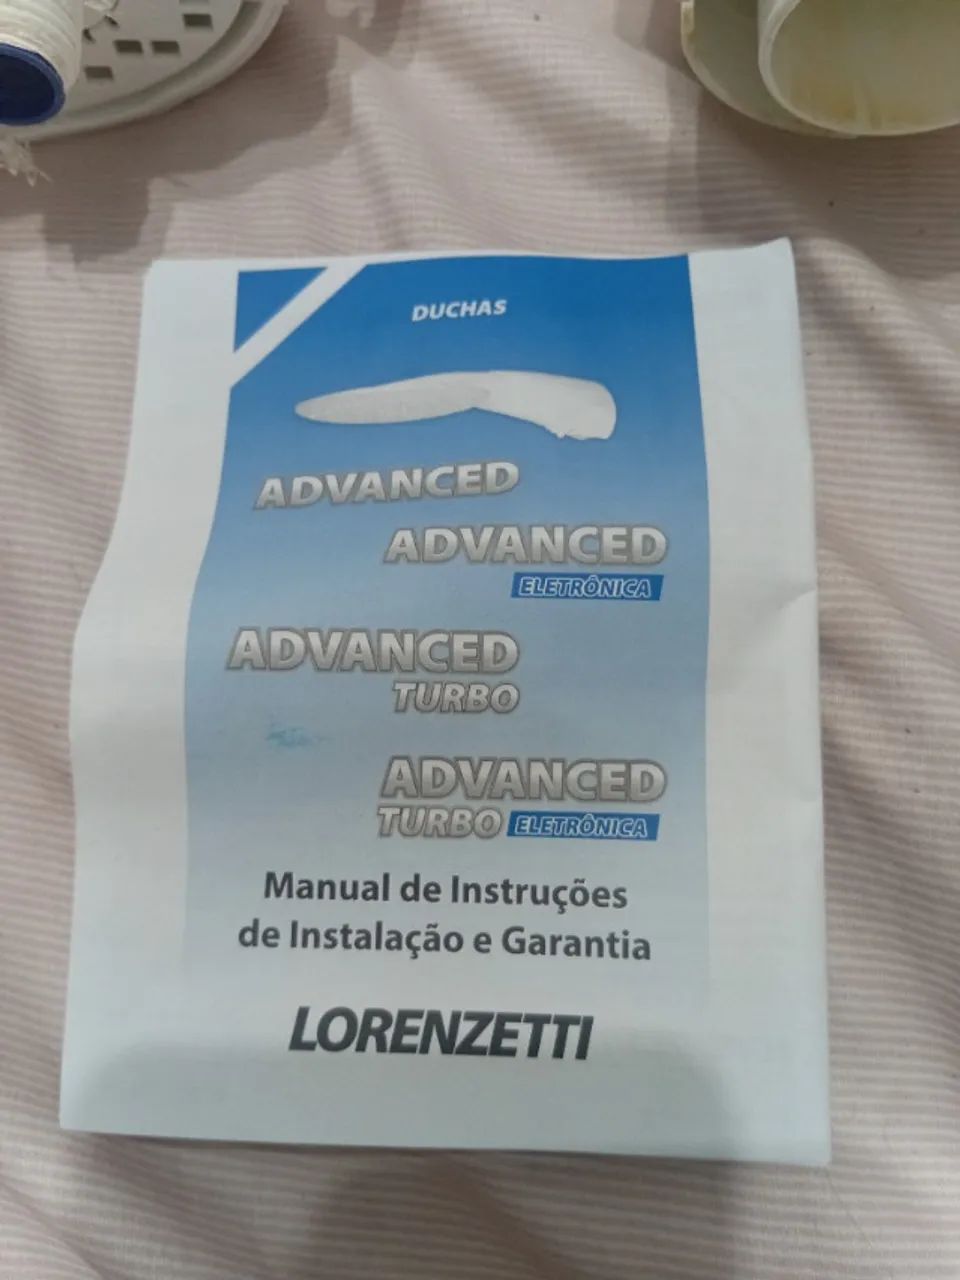 DUCHAS
ADVANCED
ADVANCED
ELETRÔNICA
ADVANCED
TURBO
ADVANCED
TURBO ELETRÔNICA
Manual de Instruções
de Instalação e Garantia
LORENZETTI